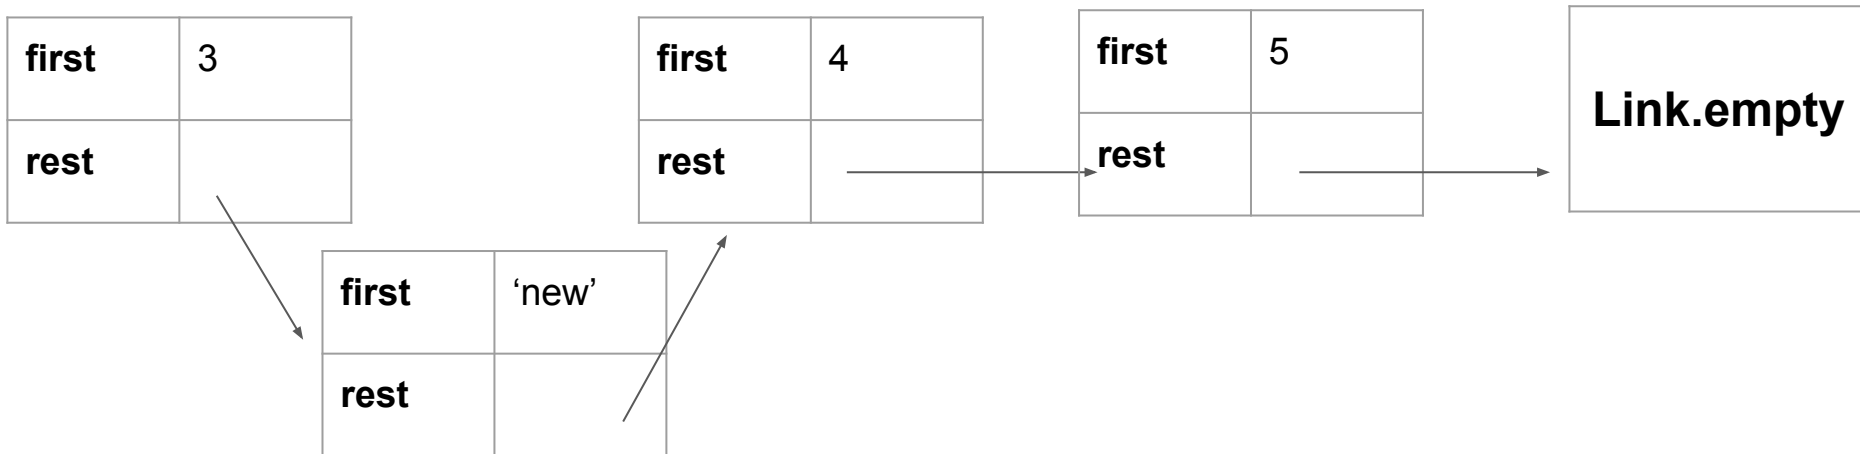 first 3
rest
first 4
rest
first 5
rest
Link.empty
first ‘new’
rest